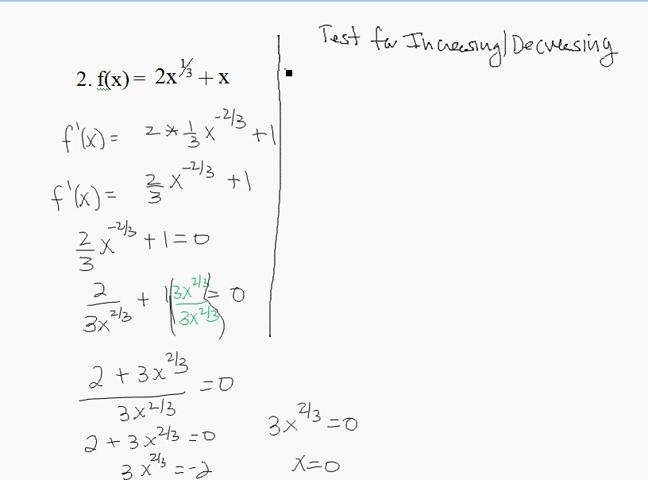 Test for Increasing/Decreasing
2. f(x) = 2x^1/3 + x
f'(x) = 2 * 1/3 x^-2/3 + 1
f'(x) = 2/3 x^-2/3 + 1
2/3 x^-2/3 + 1 = 0
2/3x^2/3 + 1(3x^2/3/3x^2/3) = 0
2 + 3x^2/3 / 3x^2/3 = 0
2 + 3x^2/3 = 0
3x^2/3 = -2
3x^2/3 = 0
x = 0